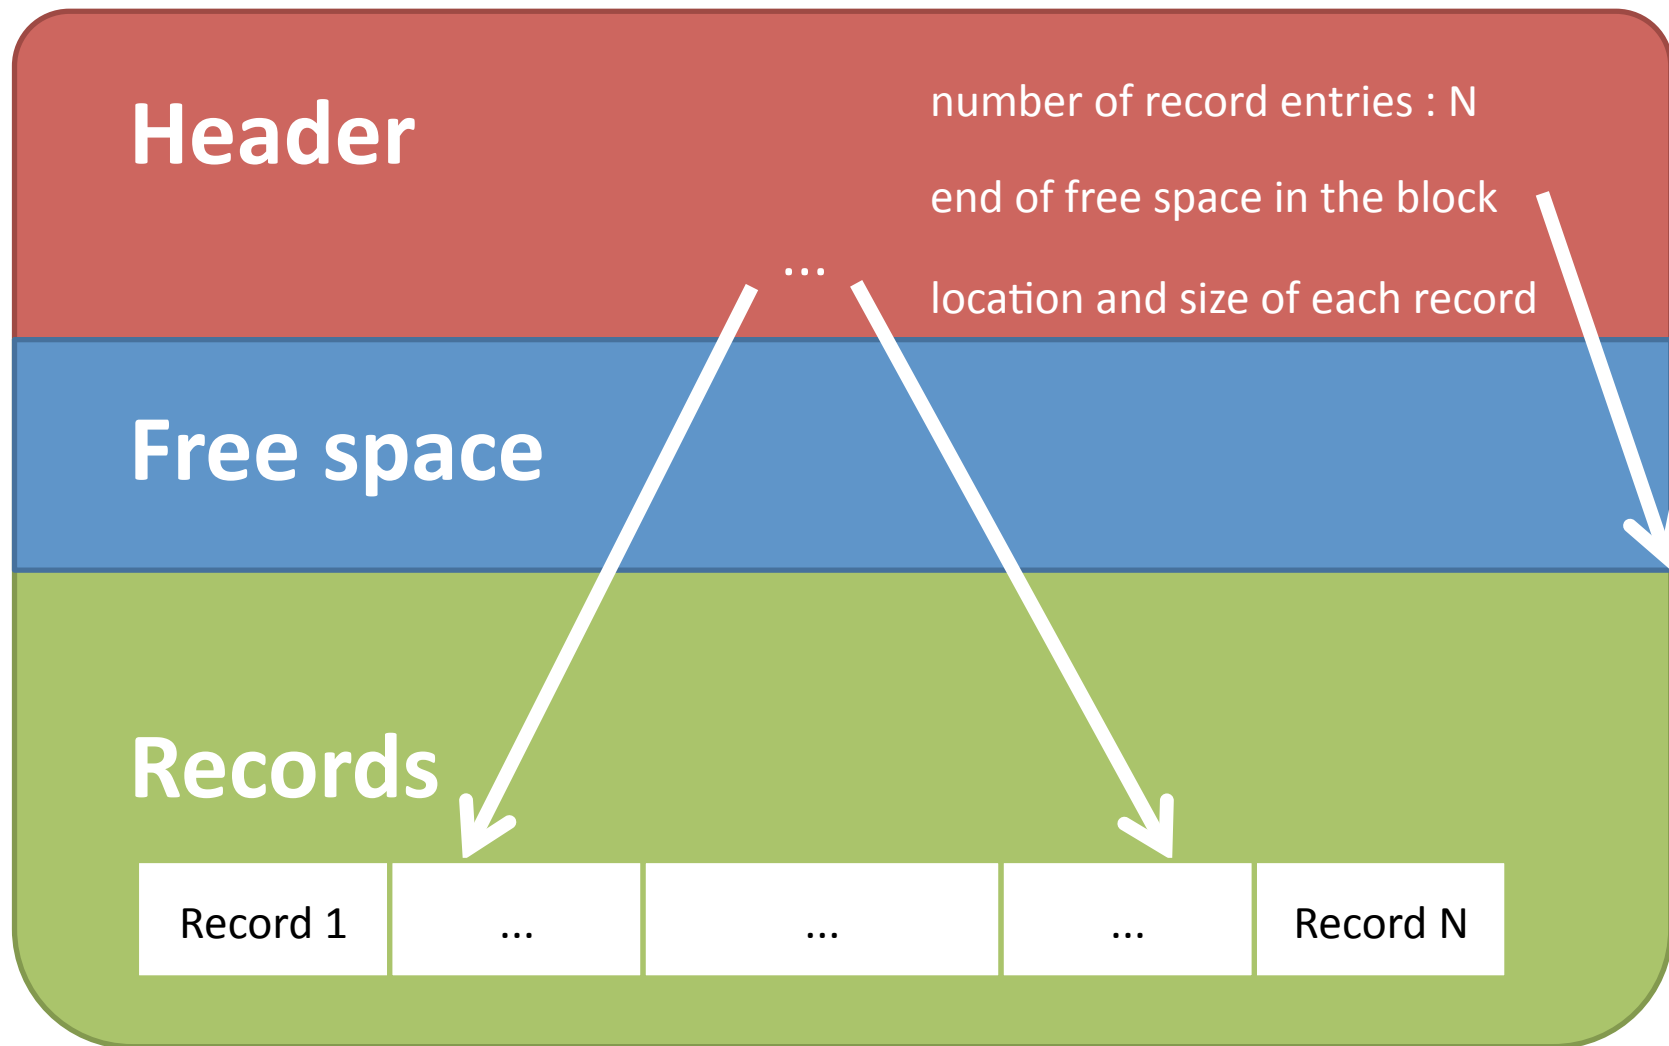 Header
number of record entries : N
end of free space in the block
...
location and size of each record
Free space
Records
Record 1
...
...
...
Record N